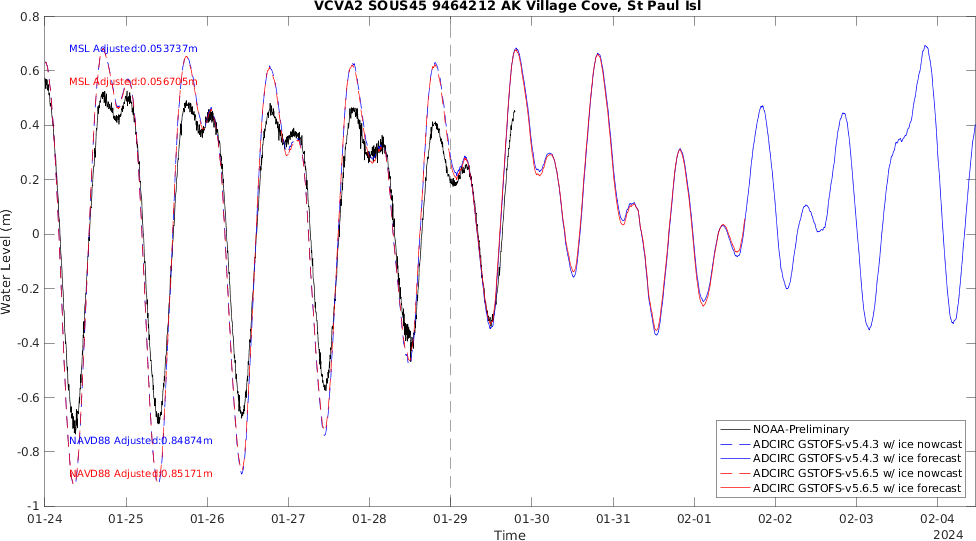 VCVA2 SOUS45 9464212 AK Village Cove, St Paul Isl
0.8
0.6
0.4
0.2
0
-0.2
-0.4
-0.6
-0.8
-1
Water Level (m)
MSL Adjusted:0.053737m
MSL Adjusted:0.056705m
NAVD88 Adjusted:0.84874m
NAVD88 Adjusted:0.85171m
NOAA-Preliminary
ADCIRC GSTOFS-v5.4.3 w/ ice nowcast
ADCIRC GSTOFS-v5.4.3 w/ ice forecast
ADCIRC GSTOFS-v5.6.5 w/ ice nowcast
ADCIRC GSTOFS-v5.6.5 w/ ice forecast
01-24 01-25 01-26 01-27 01-28 01-29 01-30 01-31 02-01 02-02 02-03 02-04
Time
2024